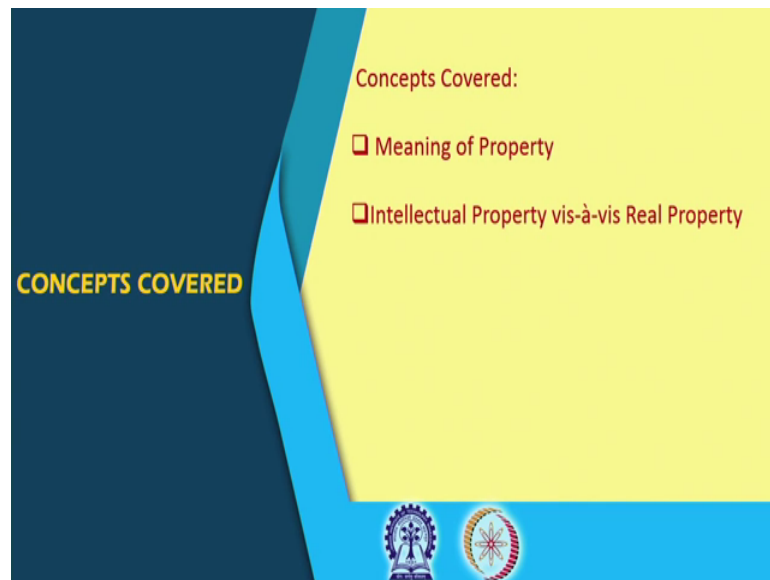 Concepts Covered:
❑ Meaning of Property
❑Intellectual Property vis-à-vis Real Property
CONCEPTS COVERED